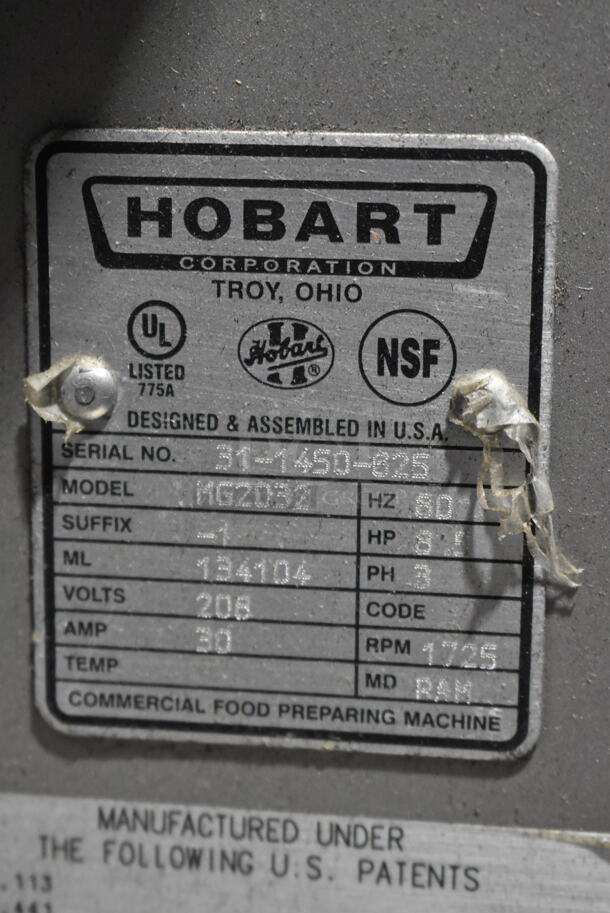 HOBART
CORPORATION
TROY, OHIO
UL
LISTED
775A
Hobart
H
®
NSF
DESIGNED & ASSEMBLED IN U.S.A.
SERIAL NO. 31-1450-625
MODEL MG2032 HZ 60
SUFFIX -1 HP
ML 134104 PH 3
VOLTS 208 CODE
AMP 30 RPM 1725
TEMP MD RAM
COMMERCIAL FOOD PREPARING MACHINE
MANUFACTURED UNDER
THE FOLLOWING U.S. PATENTS
.113